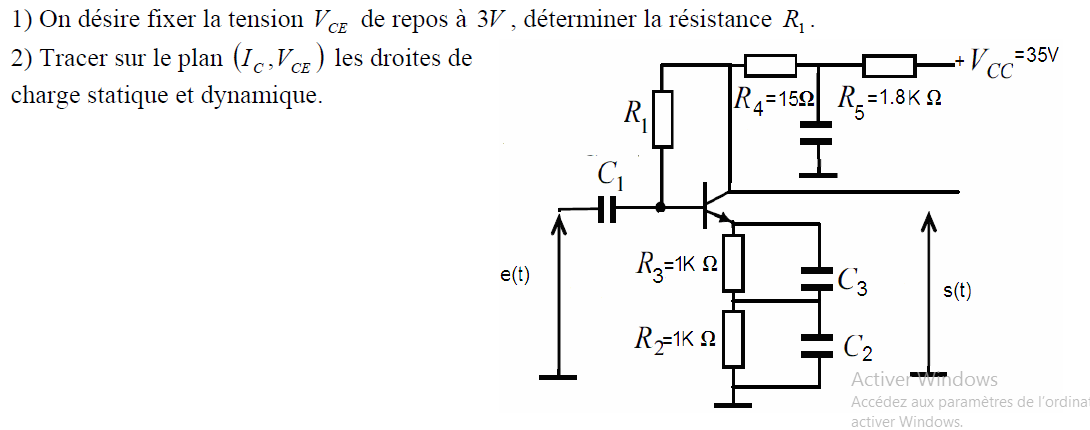 1) On désire fixer la tension V_CE de repos à 3V, déterminer la résistance R_1.
2) Tracer sur le plan (I_C, V_CE) les droites de
charge statique et dynamique.
+V_CC=35V
R_4=15Ω
R_5=1.8K Ω
R_1
C_1
R_3=1K Ω
C_3
e(t)
s(t)
R_2=1K Ω
C_2
Activer Windows
Accédez aux paramètres de l'ordina
activer Windows.